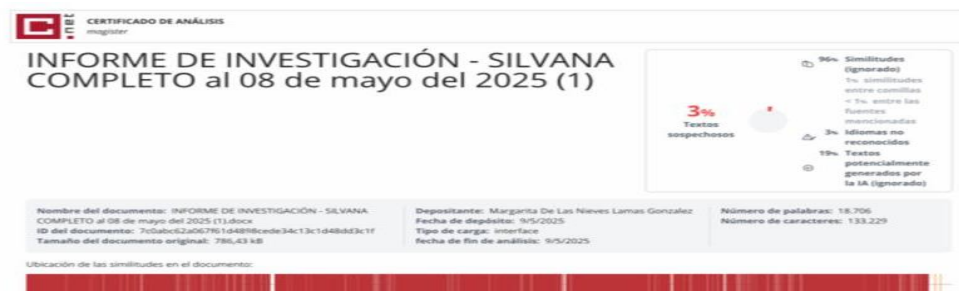 .net
CERTIFICADO DE ANÁLISIS
magister
INFORME DE INVESTIGACIÓN - SILVANA
COMPLETO al 08 de mayo del 2025 (1)
3%
Textos
sospechosos
96% Similitudes
(ignorado)
1% similitudes
entre comillas
< 1% entre las
fuentes
mencionadas
3% Idiomas no
reconocidos
19% Textos
potencialmente
generados por
la IA (ignorado)
Nombre del documento: INFORME DE INVESTIGACIÓN - SILVANA
COMPLETO al 08 de mayo del 2025 (1).docx
ID del documento:
Tamaño del documento original: 786,43 kB
Depositante: Margarita De Las Nieves Lamas Gonzalez
Fecha de depósito: 9/5/2025
Tipo de carga: interface
fecha de fin de análisis: 9/5/2025
Número de palabras: 18.706
Número de caracteres: 133.229
Ubicación de las similitudes en el documento: